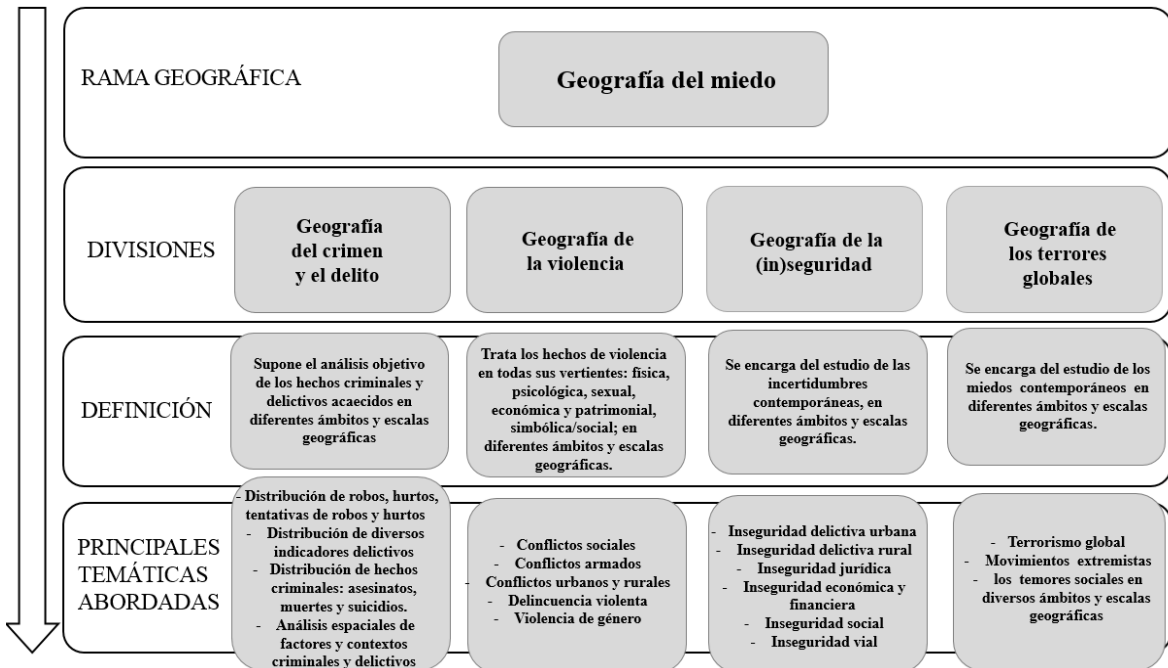 RAMA GEOGRÁFICA
Geografía del miedo
DIVISIONES
Geografía
del crimen
y el delito
Geografía de
la violencia
Geografía de la
(in)seguridad
Geografía de
los terrores
globales
DEFINICIÓN
Supone el análisis objetivo
de los hechos criminales y
delictivos acaecidos en
diferentes ámbitos y escalas
geográficas
Trata los hechos de violencia
en todas sus vertientes: física,
psicológica, sexual,
económica y patrimonial,
simbólica/social; en
diferentes ámbitos y escalas
geográficas.
Se encarga del estudio de las
incertidumbres
contemporáneas, en
diferentes ámbitos y escalas
geográficas.
Se encarga del estudio de los
miedos contemporáneos en
diferentes ámbitos y escalas
geográficas.
PRINCIPALES
TEMÁTICAS
ABORDADAS
- Distribución de robos, hurtos,
tentativas de robos y hurtos
- Distribución de diversos
indicadores delictivos
- Distribución de hechos
criminales: asesinatos,
muertes y suicidios.
- Análisis espaciales de
factores y contextos
criminales y delictivos
- Conflictos sociales
- Conflictos armados
- Conflictos urbanos y rurales
- Delincuencia violenta
- Violencia de género
- Inseguridad delictiva urbana
- Inseguridad delictiva rural
- Inseguridad jurídica
- Inseguridad económica y
financiera
- Inseguridad social
- Inseguridad vial
- Terrorismo global
- Movimientos extremistas
- los temores sociales en
diversos ámbitos y escalas
geográficas